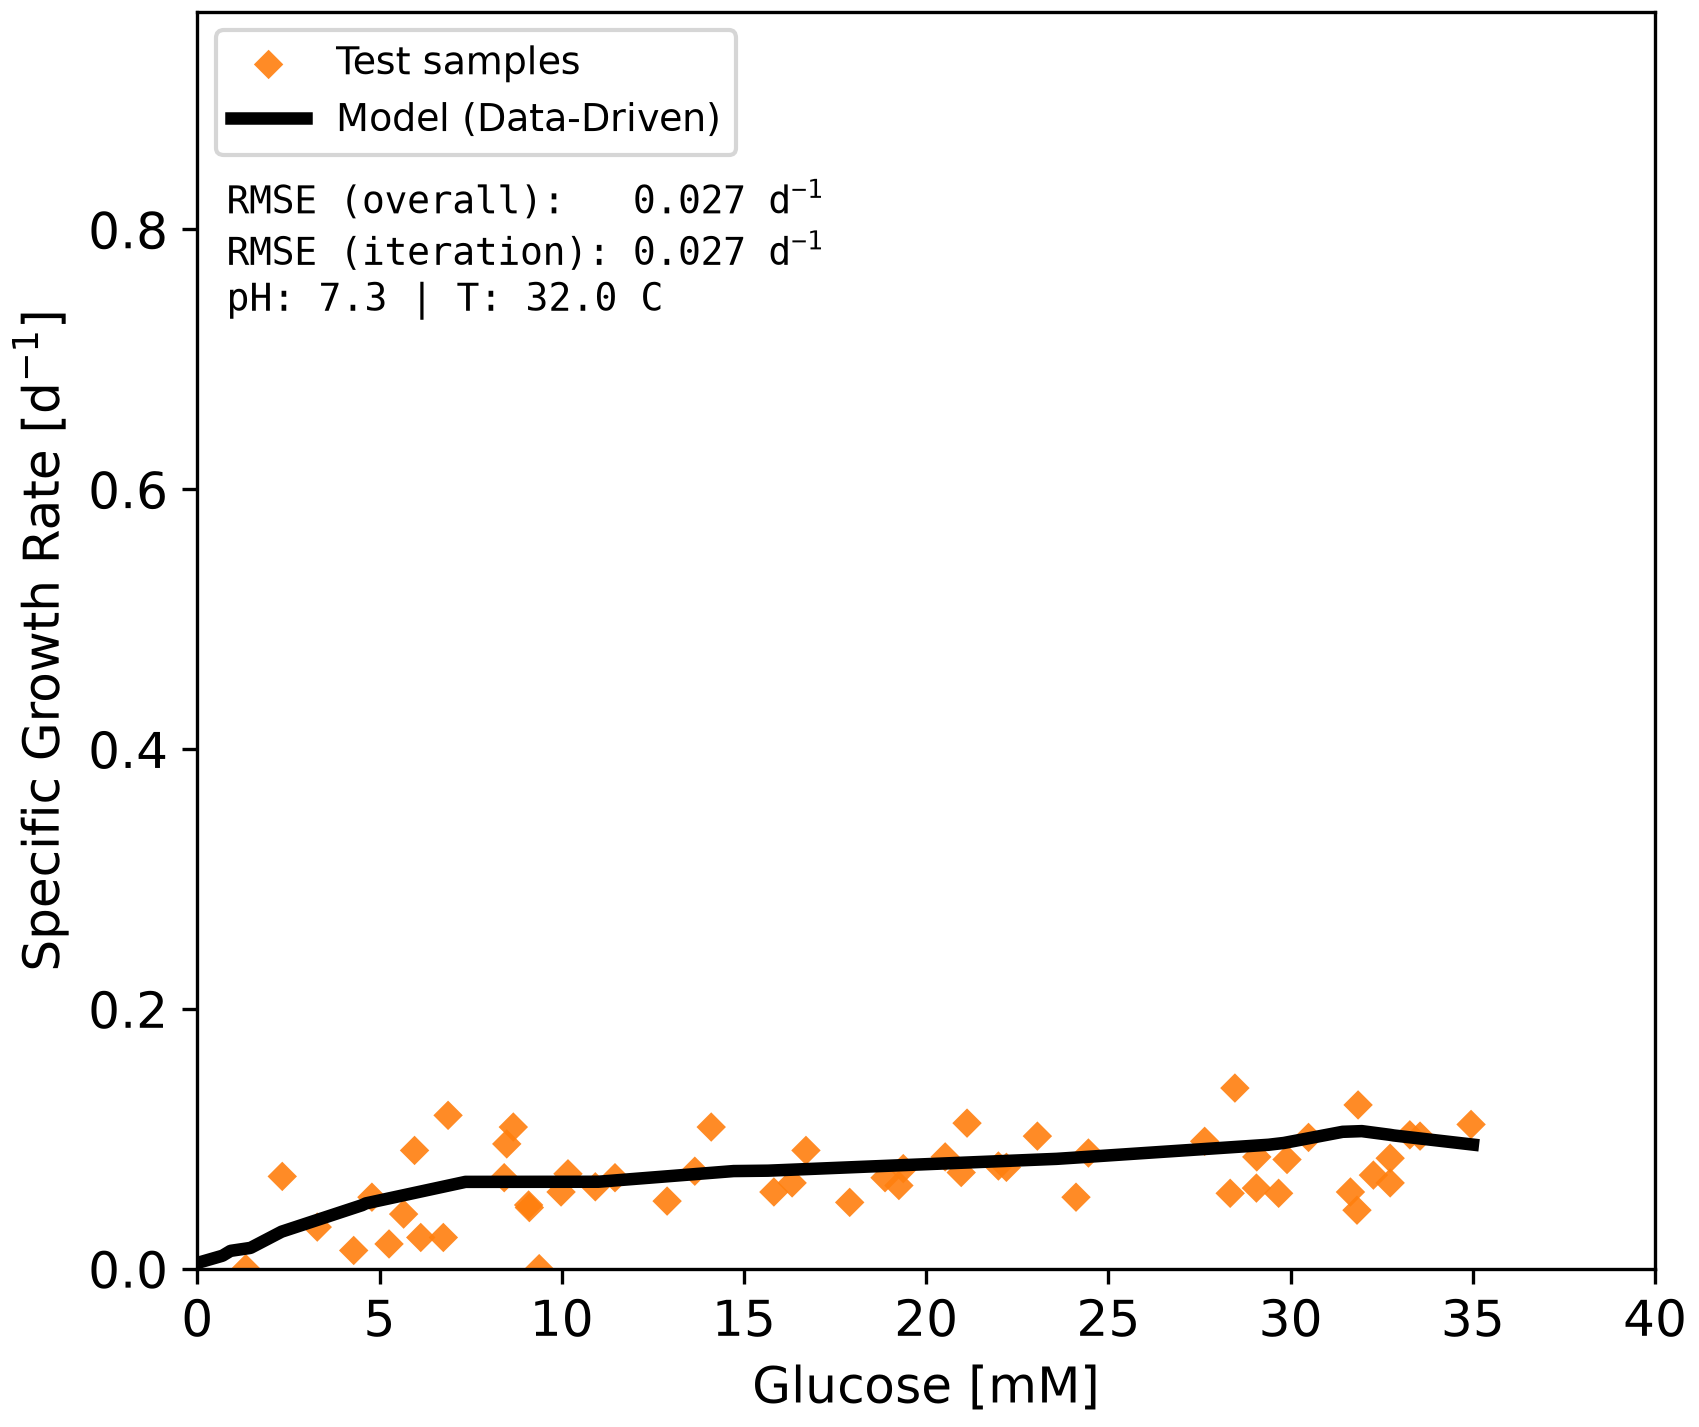 Test samples
Model (Data-Driven)
RMSE (overall):   0.027 d⁻¹
RMSE (iteration): 0.027 d⁻¹
pH: 7.3 | T: 32.0 C
Specific Growth Rate [d⁻¹]
0.8
0.6
0.4
0.2
0.0
0 5 10 15 20 25 30 35 40
Glucose [mM]